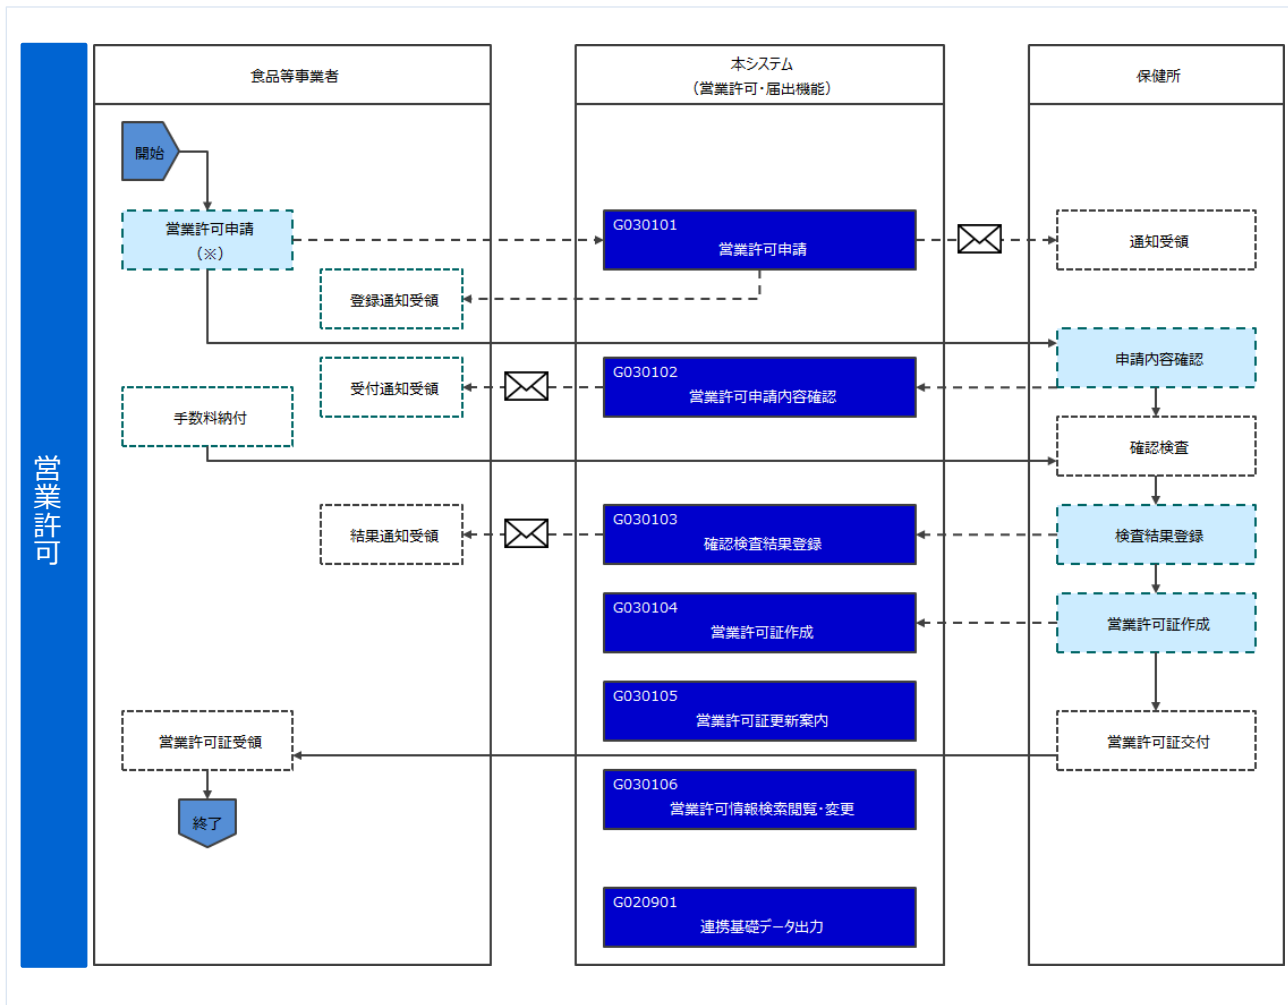 営業許可
食品等事業者
本システム
（営業許可・届出機能）
保健所
開始
営業許可申請
（※）
G030101
営業許可申請
通知受領
登録通知受領
申請内容確認
受付通知受領
G030102
営業許可申請内容確認
手数料納付
確認検査
結果通知受領
G030103
確認検査結果登録
検査結果登録
G030104
営業許可証作成
営業許可証作成
G030105
営業許可証更新案内
営業許可証受領
営業許可証交付
G030106
営業許可情報検索閲覧・変更
終了
G020901
連携基礎データ出力